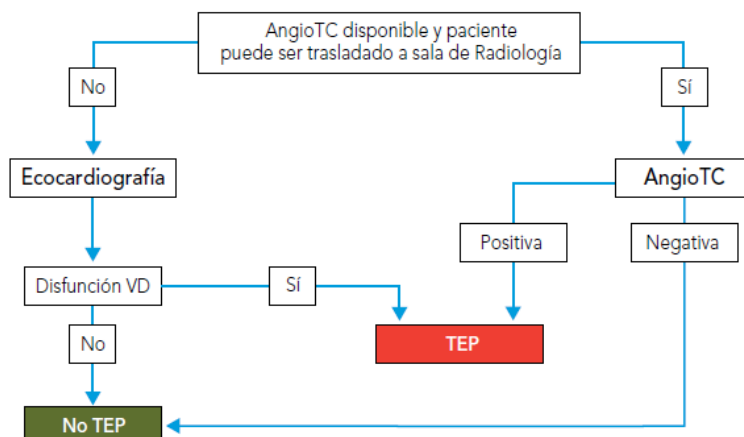 AngioTC disponible y paciente
puede ser trasladado a sala de Radiología
No
Sí
Ecocardiografía
AngioTC
Positiva
Negativa
Disfunción VD
Sí
No
TEP
No TEP